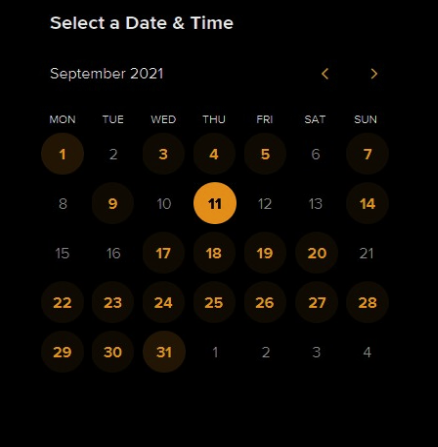 Select a Date & Time
September 2021
MON TUE WED THU FRI SAT SUN
1 2 3 4 5 6 7
8 9 10 11 12 13 14
15 16 17 18 19 20 21
22 23 24 25 26 27 28
29 30 31 1 2 3 4